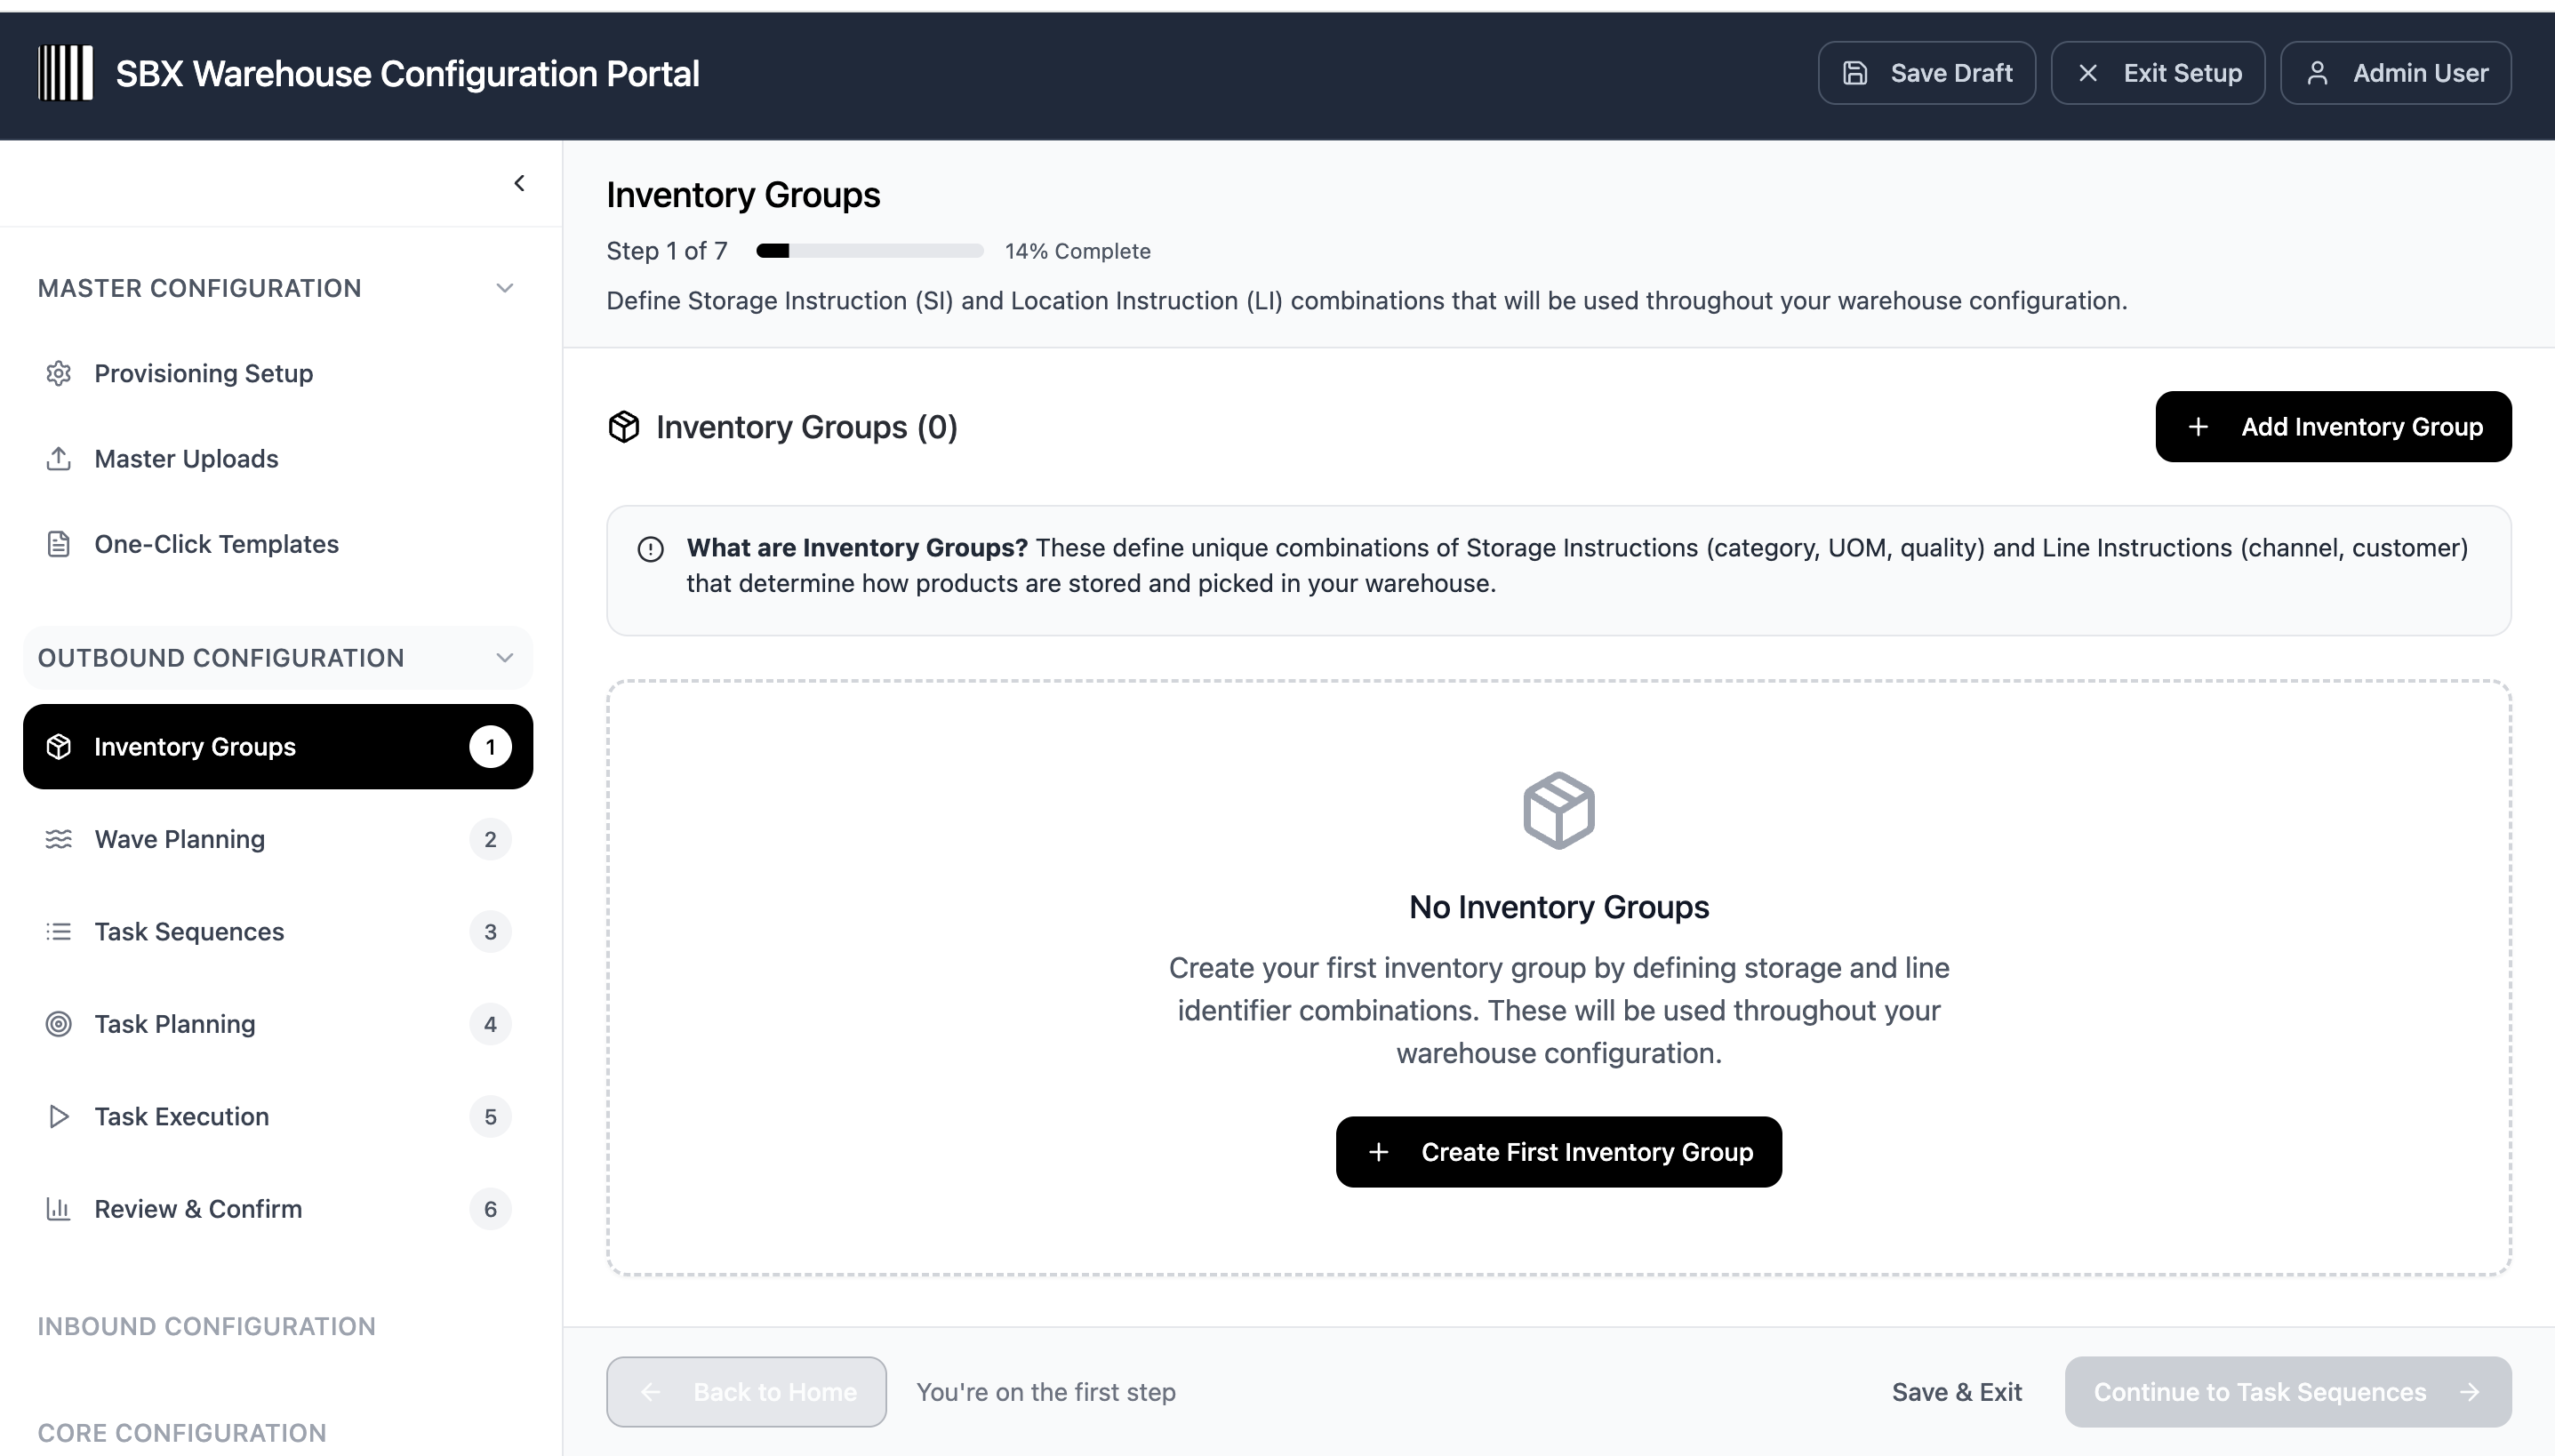 SBX Warehouse Configuration Portal
Save Draft
Exit Setup
Admin User
MASTER CONFIGURATION
Provisioning Setup
Master Uploads
One-Click Templates
OUTBOUND CONFIGURATION
Inventory Groups 1
Wave Planning 2
Task Sequences 3
Task Planning 4
Task Execution 5
Review & Confirm 6
INBOUND CONFIGURATION
CORE CONFIGURATION
Inventory Groups
Step 1 of 7 14% Complete
Define Storage Instruction (SI) and Location Instruction (LI) combinations that will be used throughout your warehouse configuration.
Inventory Groups (0)
Add Inventory Group
What are Inventory Groups? These define unique combinations of Storage Instructions (category, UOM, quality) and Line Instructions (channel, customer)
that determine how products are stored and picked in your warehouse.
No Inventory Groups
Create your first inventory group by defining storage and line
identifier combinations. These will be used throughout your
warehouse configuration.
Create First Inventory Group
Back to Home
You're on the first step
Save & Exit
Continue to Task Sequences